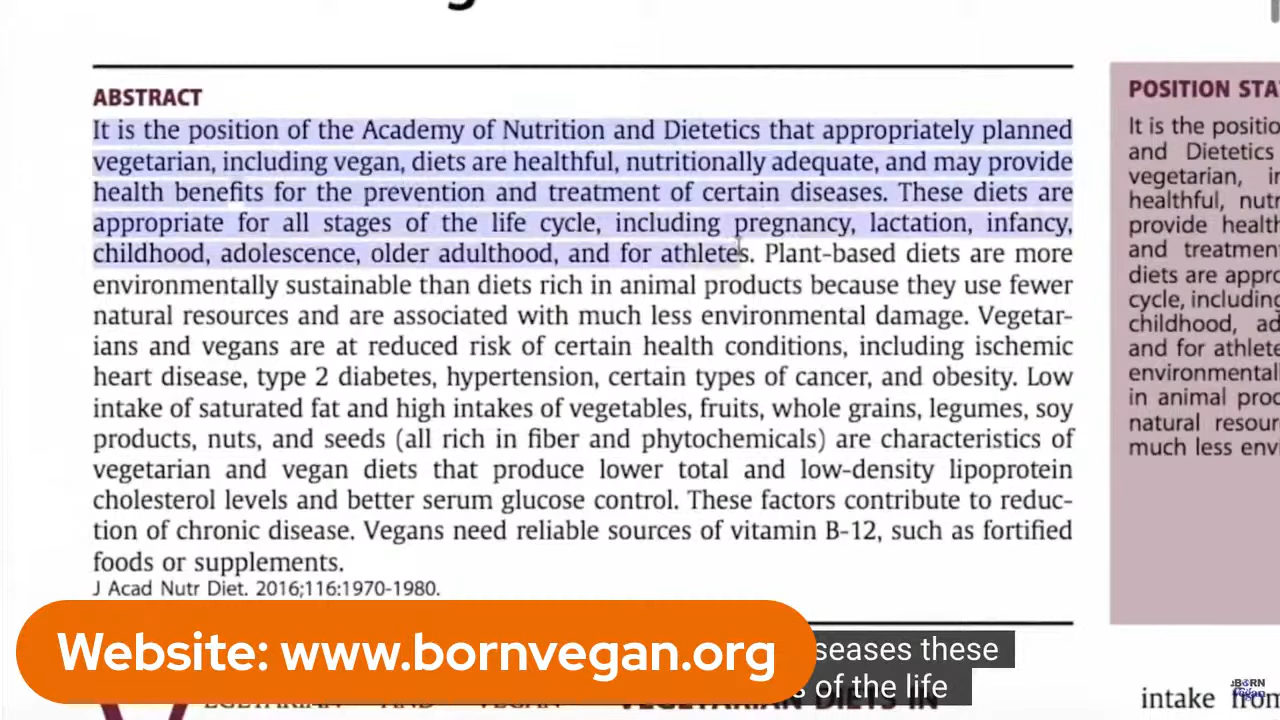 ABSTRACT
It is the position of the Academy of Nutrition and Dietetics that appropriately planned
vegetarian, including vegan, diets are healthful, nutritionally adequate, and may provide
health benefits for the prevention and treatment of certain diseases. These diets are
appropriate for all stages of the life cycle, including pregnancy, lactation, infancy,
childhood, adolescence, older adulthood, and for athletes. Plant-based diets are more
environmentally sustainable than diets rich in animal products because they use fewer
natural resources and are associated with much less environmental damage. Vegetar-
ians and vegans are at reduced risk of certain health conditions, including ischemic
heart disease, type 2 diabetes, hypertension, certain types of cancer, and obesity. Low
intake of saturated fat and high intakes of vegetables, fruits, whole grains, legumes, soy
products, nuts, and seeds (all rich in fiber and phytochemicals) are characteristics of
vegetarian and vegan diets that produce lower total and low-density lipoprotein
cholesterol levels and better serum glucose control. These factors contribute to reduc-
tion of chronic disease. Vegans need reliable sources of vitamin B-12, such as fortified
foods or supplements.
J Acad Nutr Diet. 2016;116:1970-1980.
POSITION STA
It is the positio
and Dietetics
vegetarian, in
healthful, nutr
provide health
and treatment
diets are appro
cycle, including
childhood, ad
and for athlete
environmentall
in animal prod
natural resour
much less envi
Website: www.bornvegan.org
seases these
s of the life
VEGETARIAN DIETS IN
intake from
BORN
Vegan